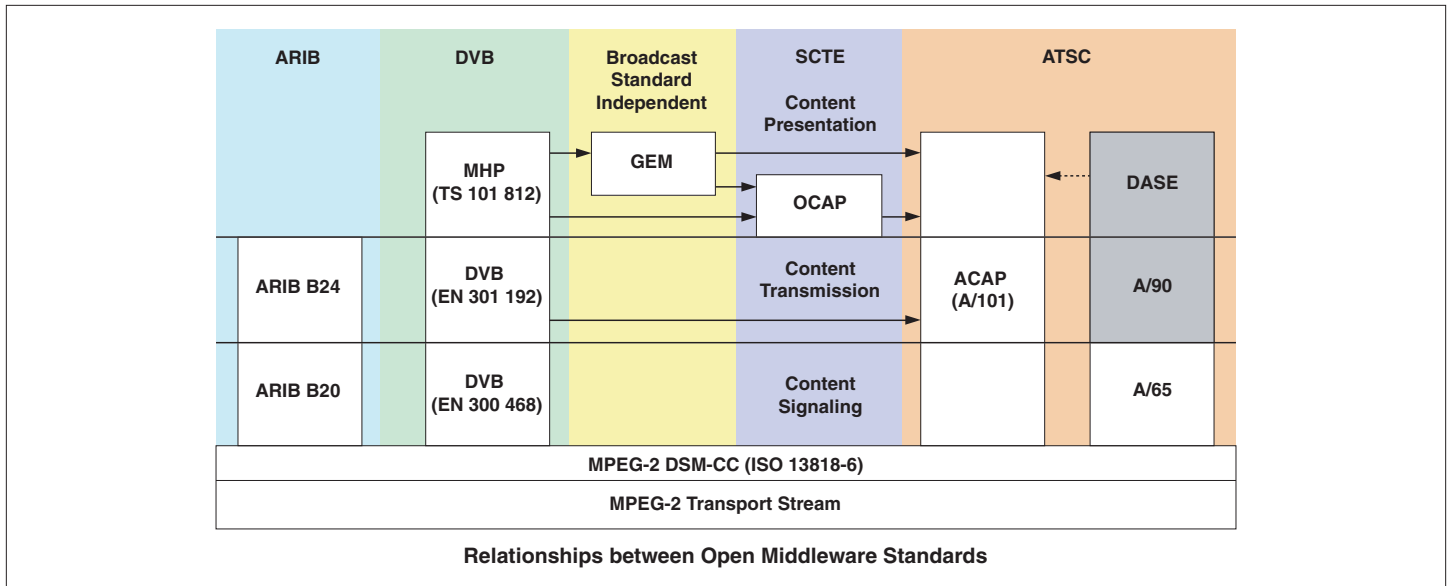 ARIB
DVB
Broadcast
Standard
Independent
SCTE
ATSC
Content
Presentation
MHP
(TS 101 812)
GEM
OCAP
DASE
ARIB B24
DVB
(EN 301 192)
Content
Transmission
ACAP
(A/101)
A/90
ARIB B20
DVB
(EN 300 468)
Content
Signaling
A/65
MPEG-2 DSM-CC (ISO 13818-6)
MPEG-2 Transport Stream
Relationships between Open Middleware Standards